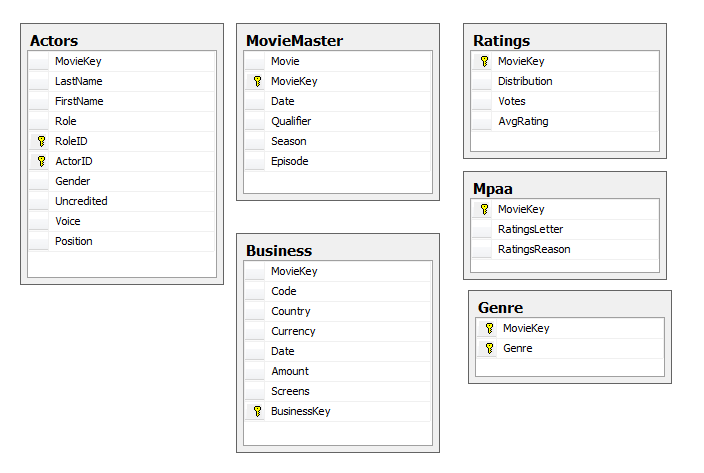 Actors
MovieKey
LastName
FirstName
Role
RoleID
ActorID
Gender
Uncredited
Voice
Position
MovieMaster
Movie
MovieKey
Date
Qualifier
Season
Episode
Business
MovieKey
Code
Country
Currency
Date
Amount
Screens
BusinessKey
Ratings
MovieKey
Distribution
Votes
AvgRating
Mpaa
MovieKey
RatingsLetter
RatingsReason
Genre
MovieKey
Genre